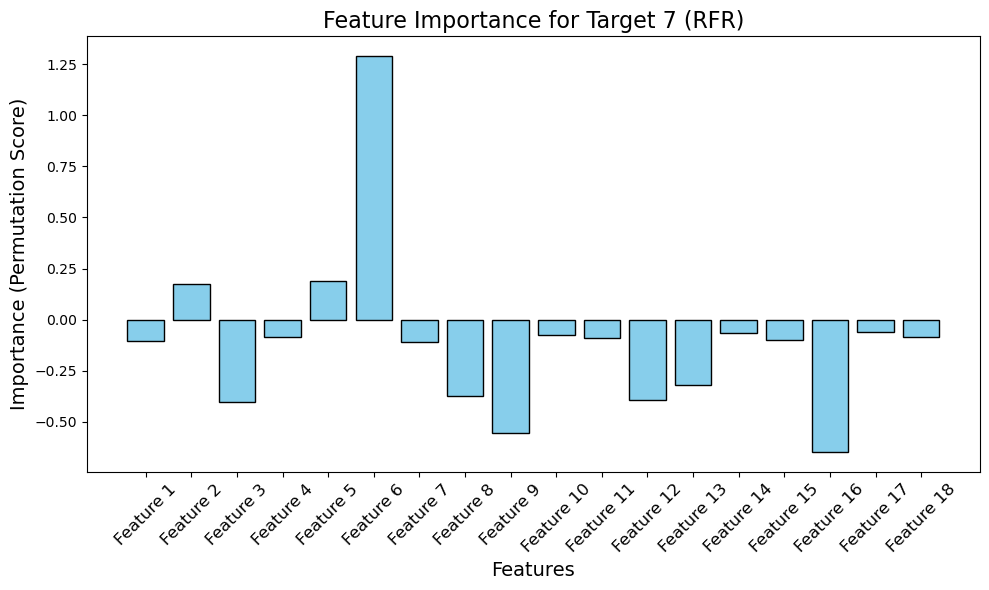 Feature Importance for Target 7 (RFR)
Importance (Permutation Score)
1.25
1.00
0.75
0.50
0.25
0.00
−0.25
−0.50
Feature 1
Feature 2
Feature 3
Feature 4
Feature 5
Feature 6
Feature 7
Feature 8
Feature 9
Feature 10
Feature 11
Feature 12
Feature 13
Feature 14
Feature 15
Feature 16
Feature 17
Feature 18
Features